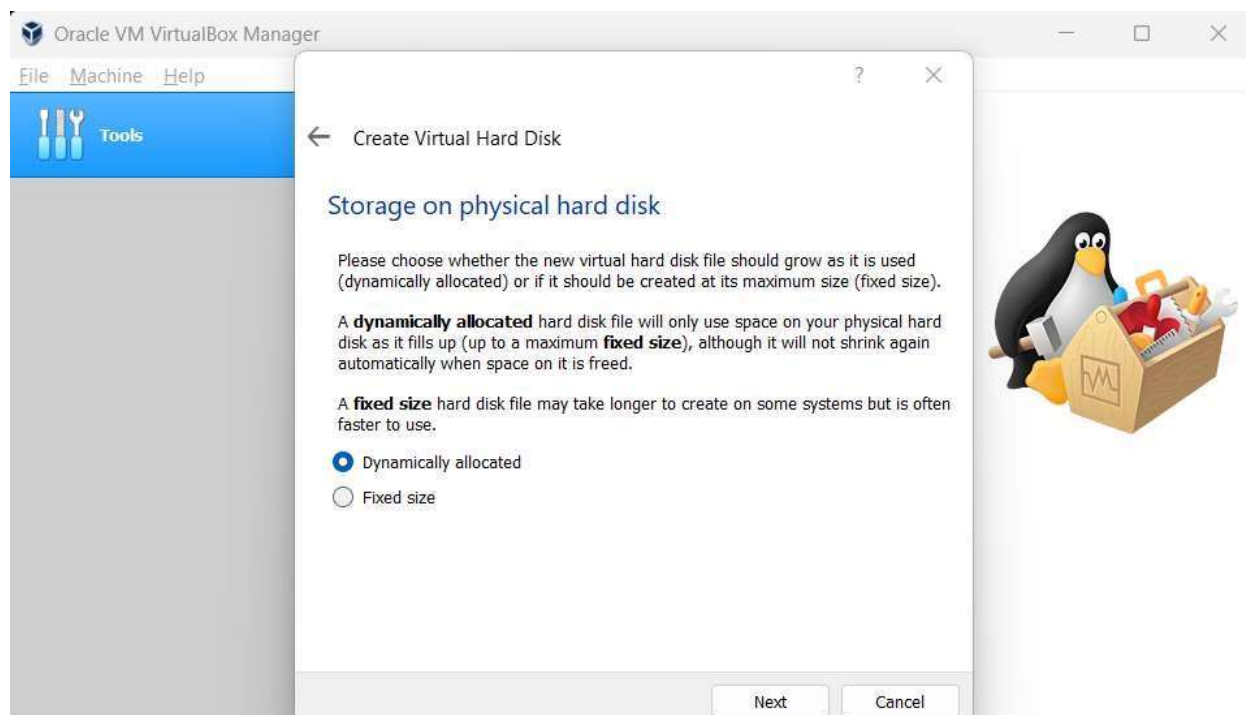 Oracle VM VirtualBox Manager
File Machine Help
Tools
?
Create Virtual Hard Disk
Storage on physical hard disk
Please choose whether the new virtual hard disk file should grow as it is used
(dynamically allocated) or if it should be created at its maximum size (fixed size).
A dynamically allocated hard disk file will only use space on your physical hard
disk as it fills up (up to a maximum fixed size), although it will not shrink again
automatically when space on it is freed.
A fixed size hard disk file may take longer to create on some systems but is often
faster to use.
Dynamically allocated
Fixed size
Next Cancel